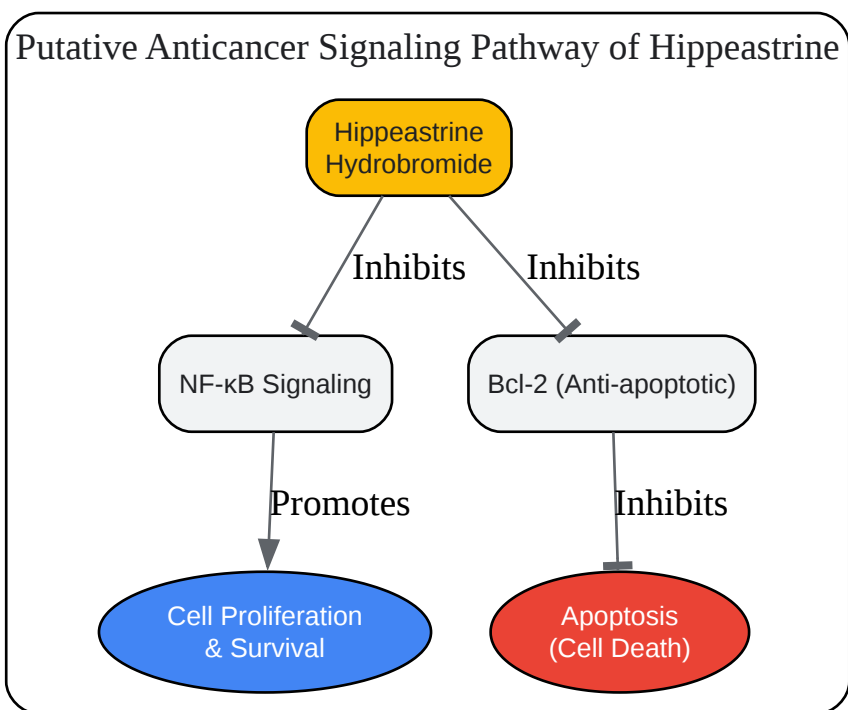 Putative Anticancer Signaling Pathway of Hippeastrine
Hippeastrine
Hydrobromide
Inhibits
Inhibits
NF-κB Signaling
Bcl-2 (Anti-apoptotic)
Promotes
Inhibits
Cell Proliferation
& Survival
Apoptosis
(Cell Death)